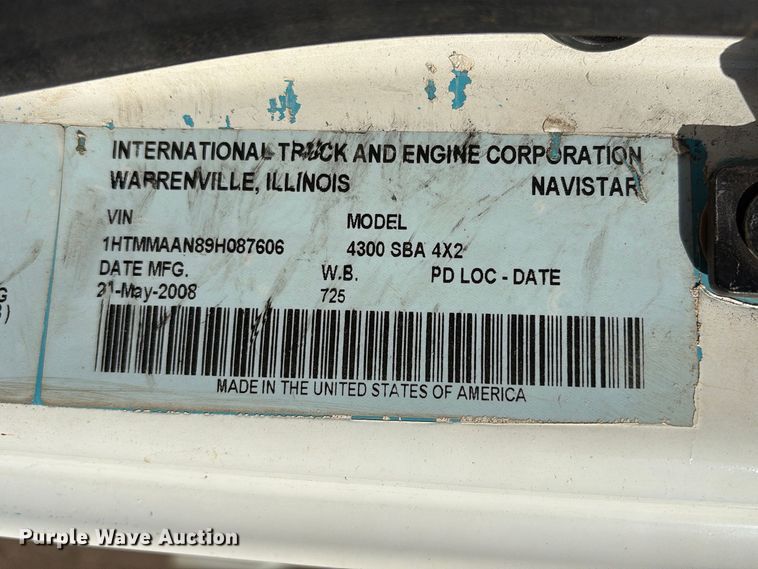 INTERNATIONAL TRUCK AND ENGINE CORPORATION
WARRENVILLE, ILLINOIS NAVISTAR
VIN MODEL
1HTMMAAN89H087606 4300 SBA 4X2
DATE MFG. W.B. PD LOC - DATE
21-May-2008 725
MADE IN THE UNITED STATES OF AMERICA
G
3)
Purple Wave Auction